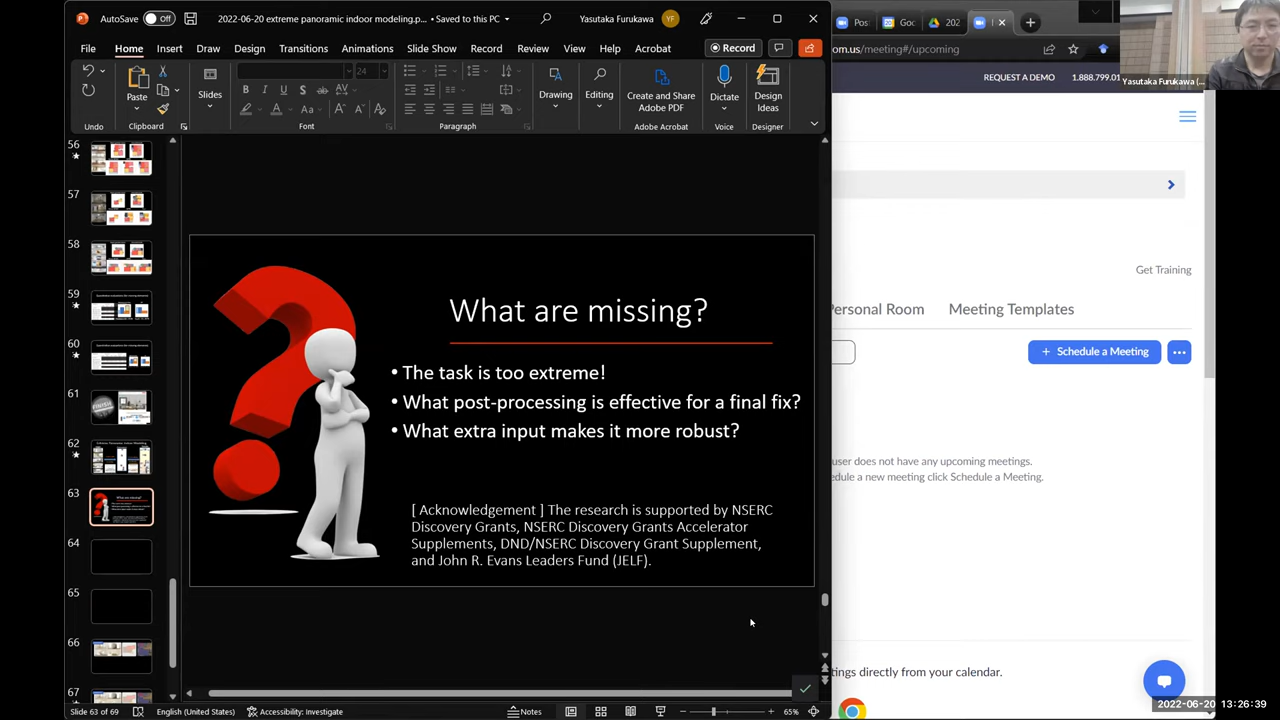 AutoSave
Off
2022-06-20 extreme panoramic indoor modeling.p... • Saved to this PC
Yasutaka Furukawa
YF
File
Home
Insert
Draw
Design
Transitions
Animations
Slide Show
Record
Review
View
Help
Acrobat
Record
24
Paste
Slides
Drawing
Editing
Create and Share
Adobe PDF
Dictate
Design
Ideas
Undo
Clipboard
Font
Paragraph
Adobe Acrobat
Voice
Designer
56
57
58
59
60
61
62
63
64
65
66
67
What are missing?
• The task is too extreme!
• What post-processing is effective for a final fix?
• What extra input makes it more robust?
[ Acknowledgement ] The research is supported by NSERC
Discovery Grants, NSERC Discovery Grants Accelerator
Supplements, DND/NSERC Discovery Grant Supplement,
and John R. Evans Leaders Fund (JELF).
Slide 63 of 69
English (United States)
Accessibility: Investigate
Notes
65%
Pos
Goo
202
om.us/meeting#/upcoming
REQUEST A DEMO
1.888.799.01
Yasutaka Furukawa (...
Get Training
Personal Room
Meeting Templates
+ Schedule a Meeting
user does not have any upcoming meetings.
edule a new meeting click Schedule a Meeting.
tings directly from your calendar.
2022-06-20 13:26:39